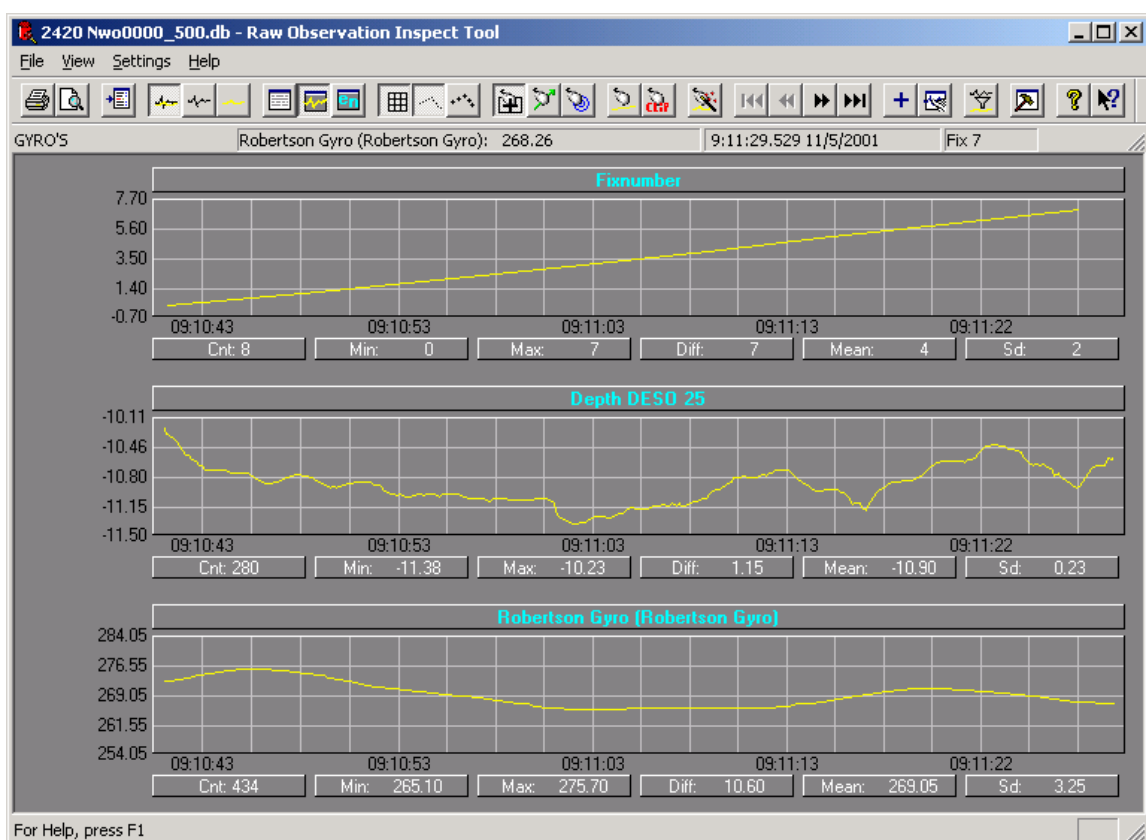 2420 Nwo0000_500.db - Raw Observation Inspect Tool
File View Settings Help
GYRO'S Robertson Gyro (Robertson Gyro): 268.26 9:11:29.529 11/5/2001 Fix 7
Fixnumber
7.70
5.60
3.50
1.40
-0.70
09:10:43 09:10:53 09:11:03 09:11:13 09:11:22
Cnt: 8 Min: 0 Max: 7 Diff: 7 Mean: 4 Sd: 2
Depth DESO 25
-10.11
-10.46
-10.80
-11.15
-11.50
09:10:43 09:10:53 09:11:03 09:11:13 09:11:22
Cnt: 280 Min: -11.38 Max: -10.23 Diff: 1.15 Mean: -10.90 Sd: 0.23
Robertson Gyro (Robertson Gyro)
284.05
276.55
269.05
261.55
254.05
09:10:43 09:10:53 09:11:03 09:11:13 09:11:22
Cnt: 434 Min: 265.10 Max: 275.70 Diff: 10.60 Mean: 269.05 Sd: 3.25
For Help, press F1